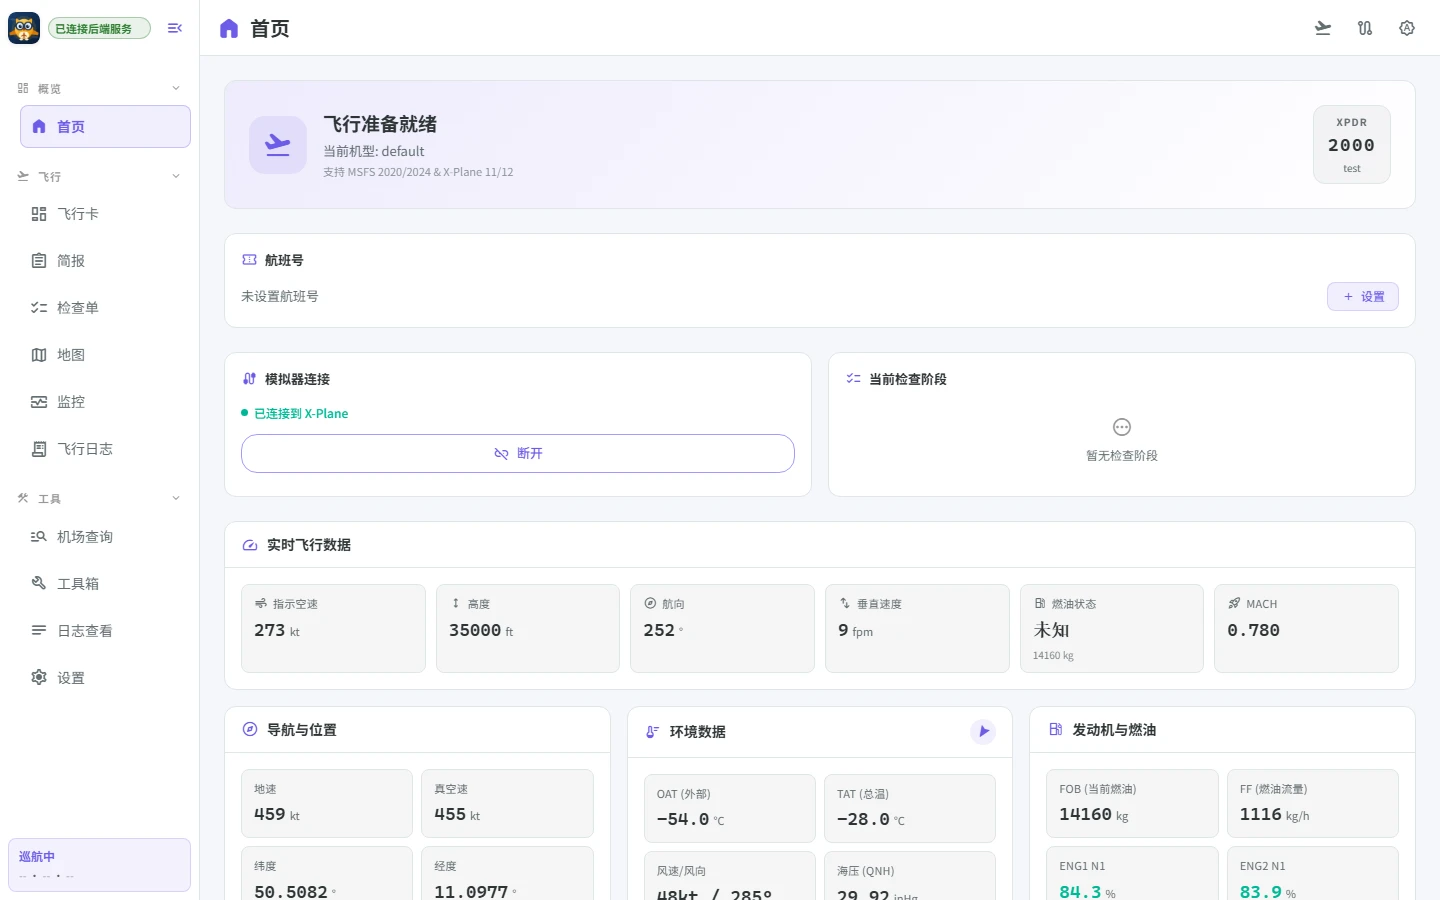 已连接后端服务
首页
概览
首页
飞行
飞行卡
简报
检查单
地图
监控
飞行日志
工具
机场查询
工具箱
日志查看
设置
巡航中
-- · -- · --
飞行准备就绪
当前机型: default
支持 MSFS 2020/2024 & X-Plane 11/12
XPDR
2000
test
航班号
未设置航班号
+ 设置
模拟器连接
已连接到 X-Plane
断开
当前检查阶段
暂无检查阶段
实时飞行数据
指示空速
273 kt
高度
35000 ft
航向
252 °
垂直速度
9 fpm
燃油状态
未知
14160 kg
MACH
0.780
导航与位置
地速
459 kt
真空速
455 kt
纬度
50.5082 °
经度
11.0977 °
环境数据
OAT (外部)
-54.0 °C
TAT (总温)
-28.0 °C
风速/风向
48kt / 285°
海压 (QNH)
29.92 inHg
发动机与燃油
FOB (当前燃油)
14160 kg
FF (燃油流量)
1116 kg/h
ENG1 N1
84.3 %
ENG2 N1
83.9 %